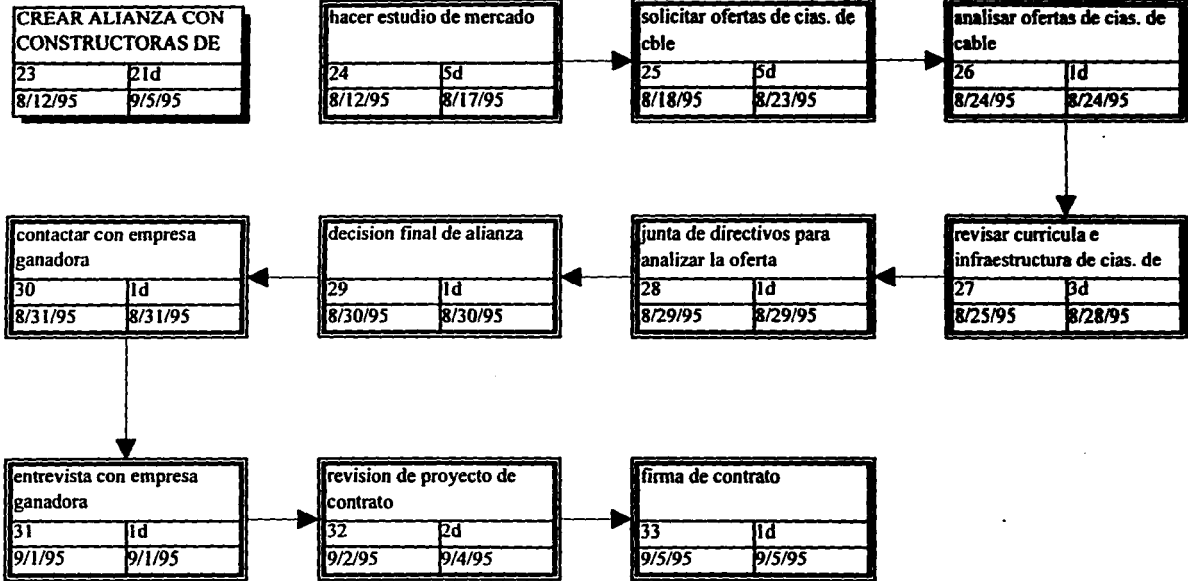 CREAR ALIANZA CON
CONSTRUCTORAS DE
23 21d
8/12/95 9/5/95
hacer estudio de mercado
24 5d
8/12/95 8/17/95
solicitar ofertas de cias. de
cble
25 5d
8/18/95 8/23/95
analisar ofertas de cias. de
cable
26 1d
8/24/95 8/24/95
contactar con empresa
ganadora
30 1d
8/31/95 8/31/95
decision final de alianza
29 1d
8/30/95 8/30/95
junta de directivos para
analizar la oferta
28 1d
8/29/95 8/29/95
revisar curricula e
infraestructura de cias. de
27 3d
8/25/95 8/28/95
entrevista con empresa
ganadora
31 1d
9/1/95 9/1/95
revision de proyecto de
contrato
32 2d
9/2/95 9/4/95
firma de contrato
33 1d
9/5/95 9/5/95